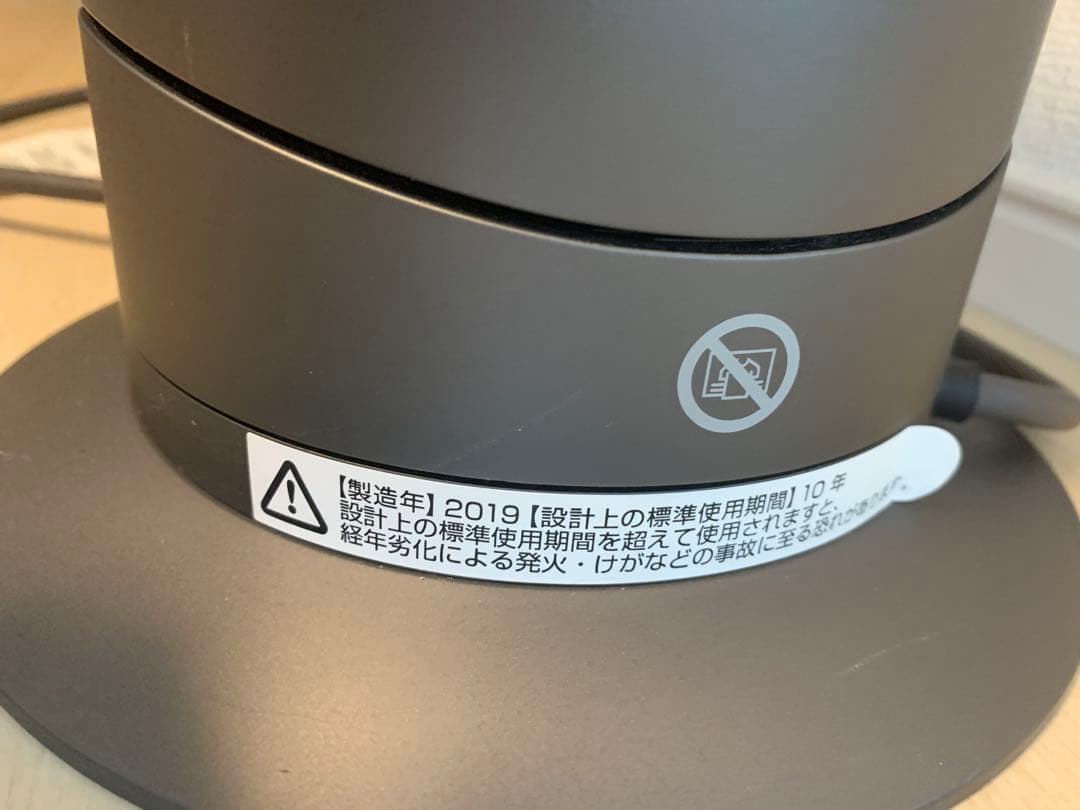 【製造年】2019【設計上の標準使用期間】10年
設計上の標準使用期間を超えて使用されますと、
経年劣化による発火・けがなどの事故に至る恐れがあります。